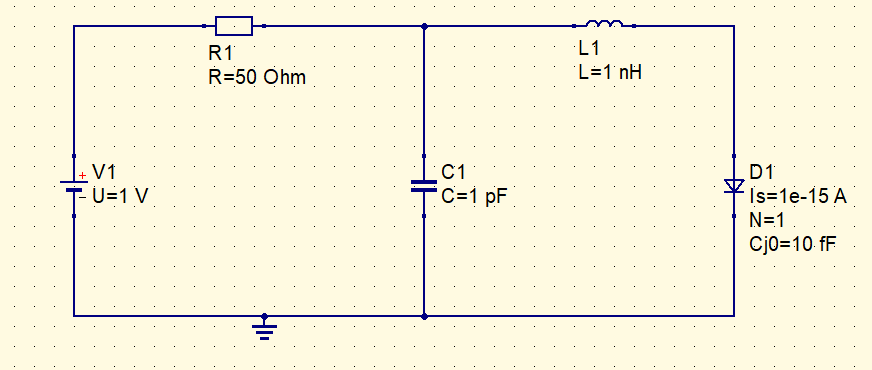 R1
R=50 Ohm
L1
L=1 nH
+ V1
- U=1 V
C1
C=1 pF
D1
Is=1e-15 A
N=1
Cj0=10 fF